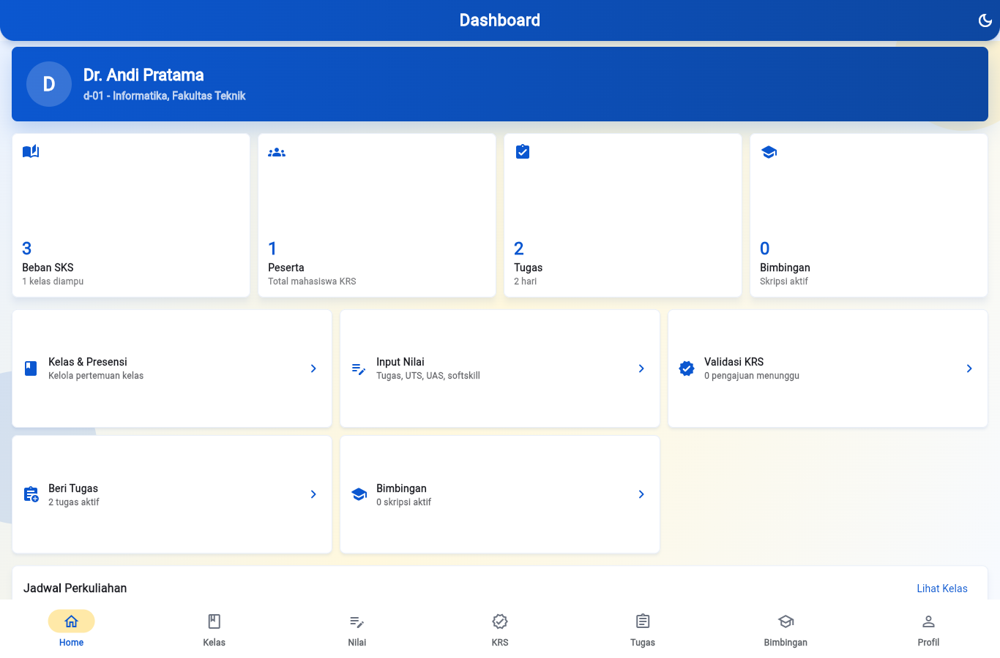 Dashboard
D
Dr. Andi Pratama
d-01 - Informatika, Fakultas Teknik
3
Beban SKS
1 kelas diampu
1
Peserta
Total mahasiswa KRS
2
Tugas
2 hari
0
Bimbingan
Skripsi aktif
Kelas & Presensi
Kelola pertemuan kelas
Input Nilai
Tugas, UTS, UAS, softskill
Validasi KRS
0 pengajuan menunggu
Beri Tugas
2 tugas aktif
Bimbingan
0 skripsi aktif
Jadwal Perkuliahan
Lihat Kelas
Home
Kelas
Nilai
KRS
Tugas
Bimbingan
Profil